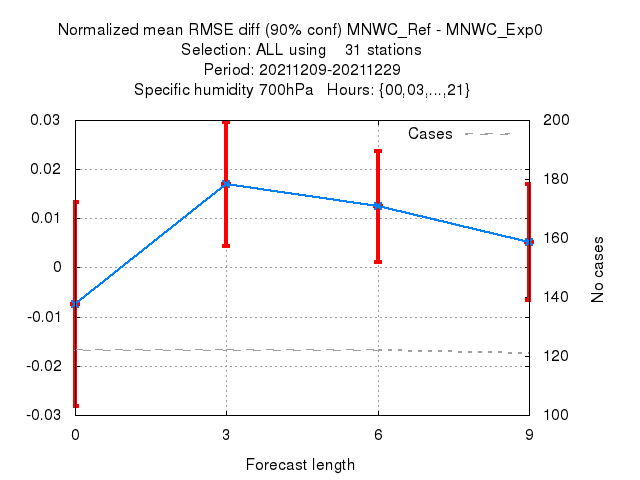 Normalized mean RMSE diff (90% conf) MNWC_Ref - MNWC_Exp0
Selection: ALL using 31 stations
Period: 20211209-20211229
Specific humidity 700hPa Hours: {00,03,...,21}
0.03
0.02
0.01
0
-0.01
-0.02
-0.03
Cases
200
180
160
140
120
100
No cases
0 3 6 9
Forecast length